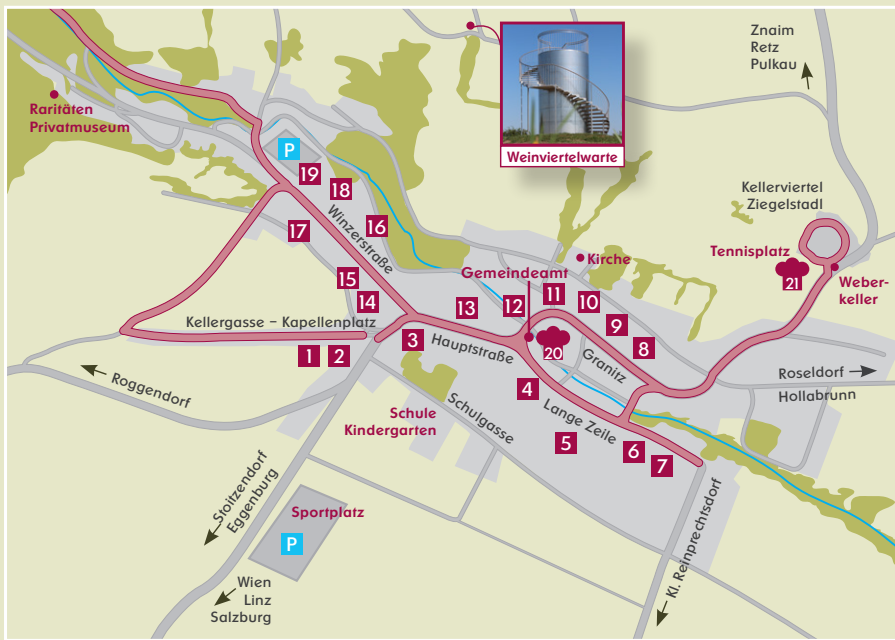 Znaim
Retz
Pulkau
Raritäten
Privatmuseum
Weinviertelwarte
P
19
18
17
16
Winzerstraße
15
14
Kellerviertel
Ziegelstadl
Tennisplatz
21
Weber-
keller
Kirche
Gemeindeamt
13
12
11
10
9
8
20
Granitz
Kellergasse – Kapellenplatz
1
2
3
Hauptstraße
4
Lange Zeile
5
6
7
Roseldorf
Hollabrunn
Roggendorf
Schule
Kindergarten
Schulgasse
Stoitzendorf
Eggenburg
Sportplatz
P
Wien
Linz
Salzburg
Kl. Reinprechtsdorf